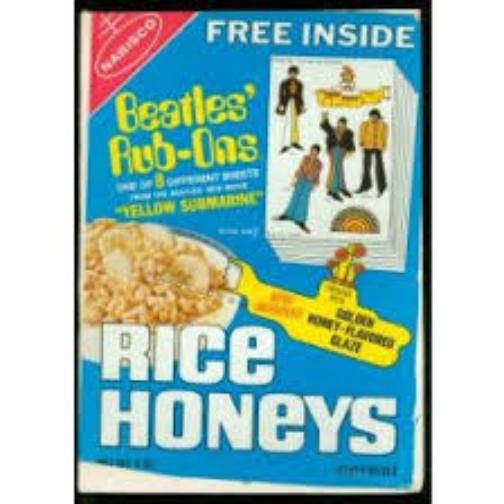 NABISCO
FREE INSIDE
Beatles'
Rub-Ons
ONE OF 8 DIFFERENT SHEETS
FROM THE BEATLES NEW MOVIE
"YELLOW SUBMARINE"
GOLDEN
HONEY-FLAVORED
GLAZE
RICE
HONEYS
cereal